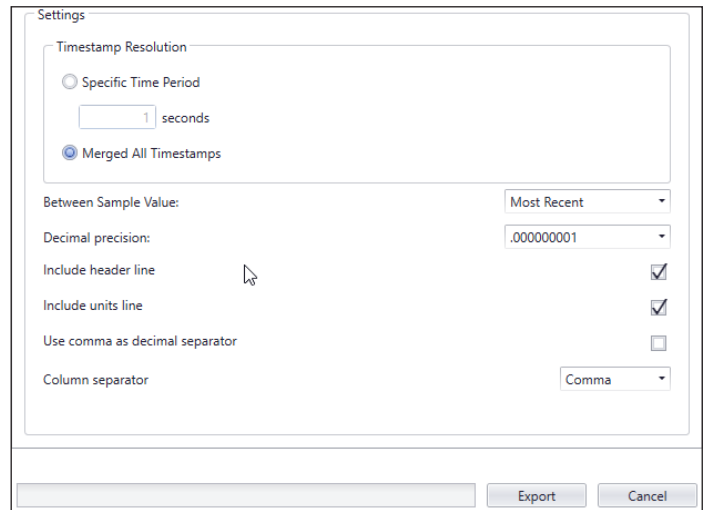 Settings
Timestamp Resolution
Specific Time Period
1 seconds
Merged All Timestamps
Between Sample Value: Most Recent
Decimal precision: .000000001
Include header line
Include units line
Use comma as decimal separator
Column separator Comma
Export Cancel